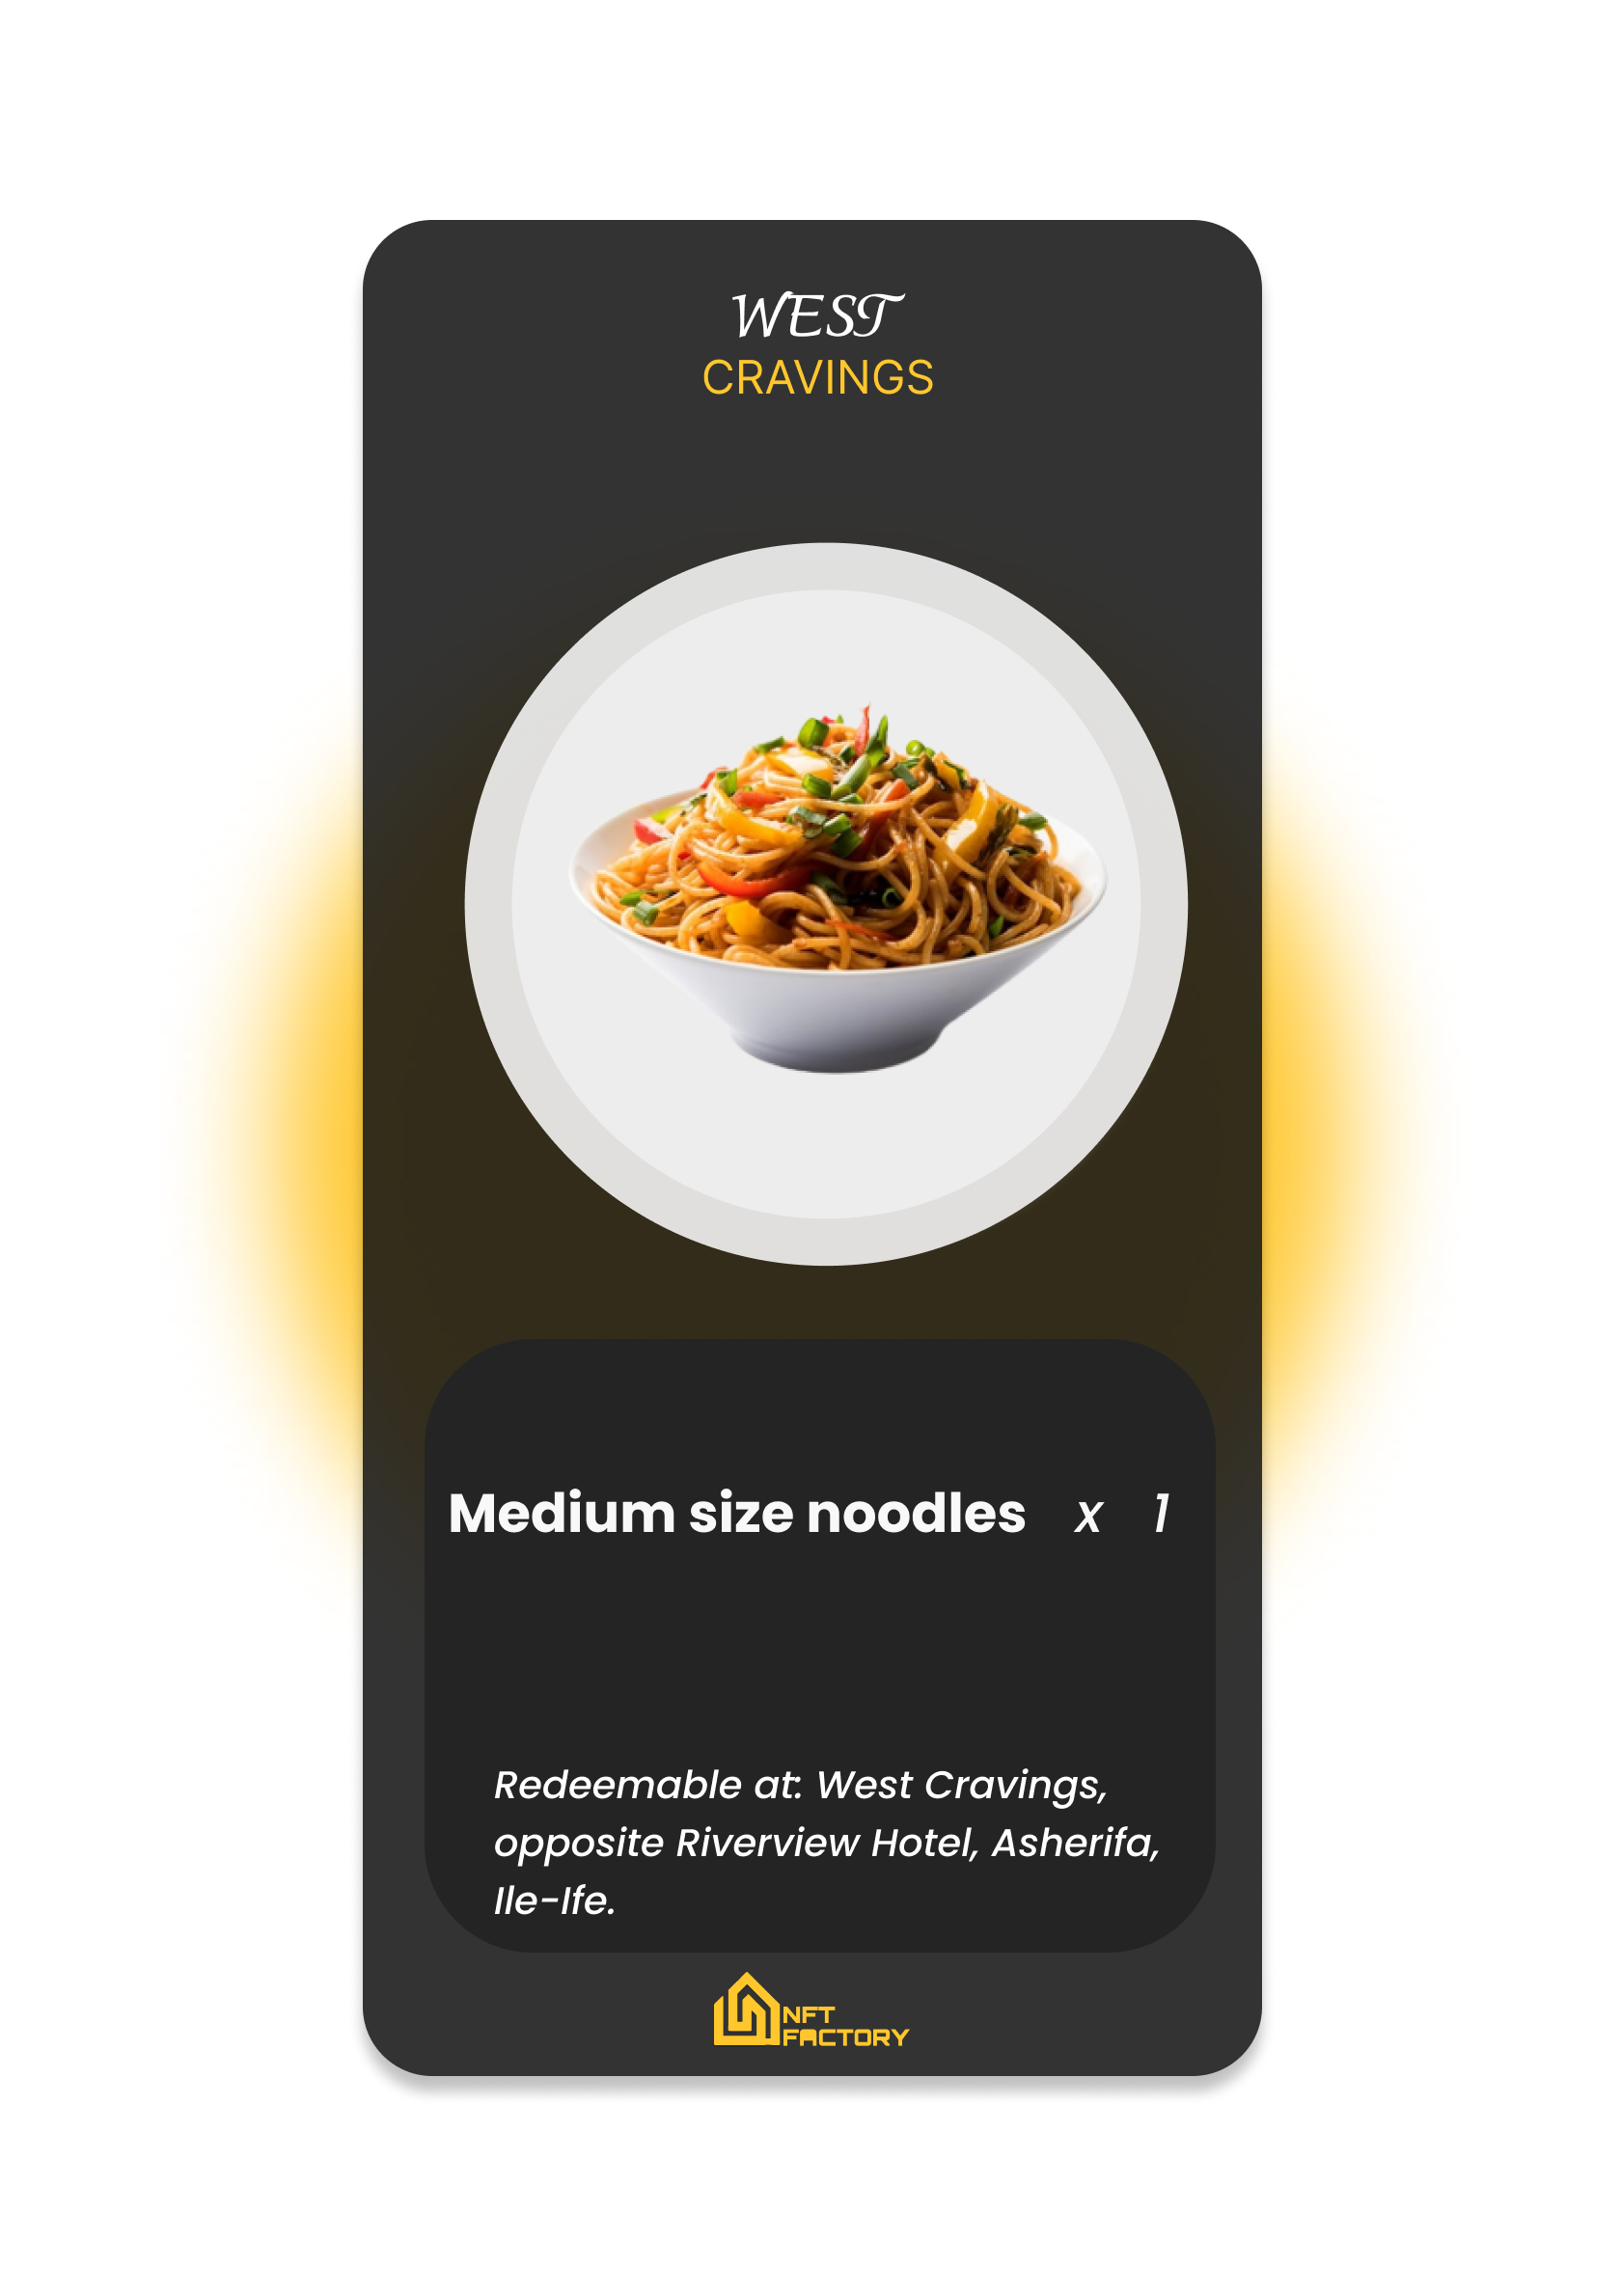 WEST
CRAVINGS
Medium size noodles x 1
Redeemable at: West Cravings,
opposite Riverview Hotel, Asherifa,
Ile-Ife.
NFT
FACTORY